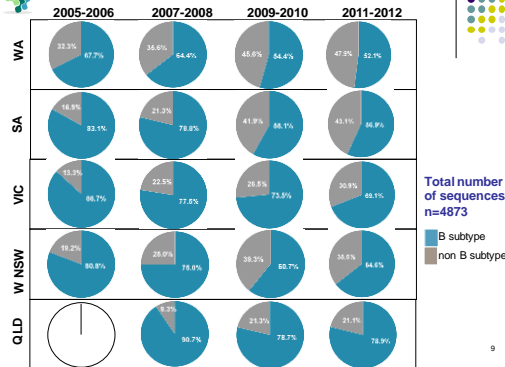 2005-2006 2007-2008 2009-2010 2011-2012
WA 32.3% 67.7% 35.6% 64.4% 45.6% 54.4% 47.9% 52.1%
SA 16.9% 83.1% 21.3% 78.8% 41.9% 58.1% 43.1% 56.9%
VIC 13.3% 86.7% 22.5% 77.5% 26.5% 73.5% 30.9% 69.1%
W NSW 19.2% 80.8% 25.0% 75.0% 39.3% 60.7% 64.6%
QLD 9.3% 90.7% 21.3% 78.7% 21.1% 78.9%
Total number
of sequences
n=4873
B subtype
non B subtype
9